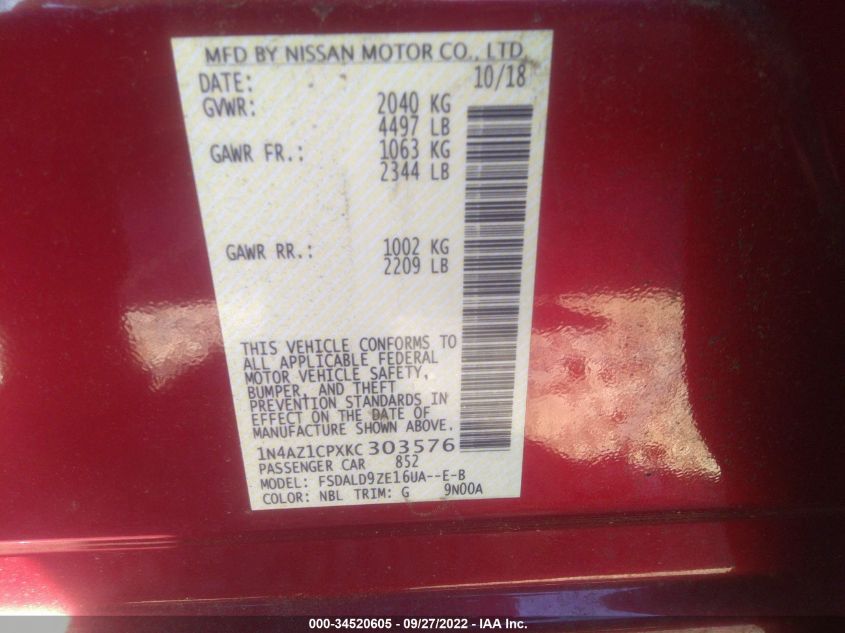 MFD BY NISSAN MOTOR CO., LTD.
DATE: 10/18
GVWR: 2040 KG
4497 LB
GAWR FR.: 1063 KG
2344 LB
GAWR RR.: 1002 KG
2209 LB
THIS VEHICLE CONFORMS TO
ALL APPLICABLE FEDERAL
MOTOR VEHICLE SAFETY,
BUMPER, AND THEFT
PREVENTION STANDARDS IN
EFFECT ON THE DATE OF
MANUFACTURE SHOWN ABOVE.
1N4AZ1CPXKC 303576
PASSENGER CAR 852
MODEL: FSDALD9ZE16UA--E-B
COLOR: NBL TRIM: G 9N00A
000-34520605 - 09/27/2022 - IAA Inc.